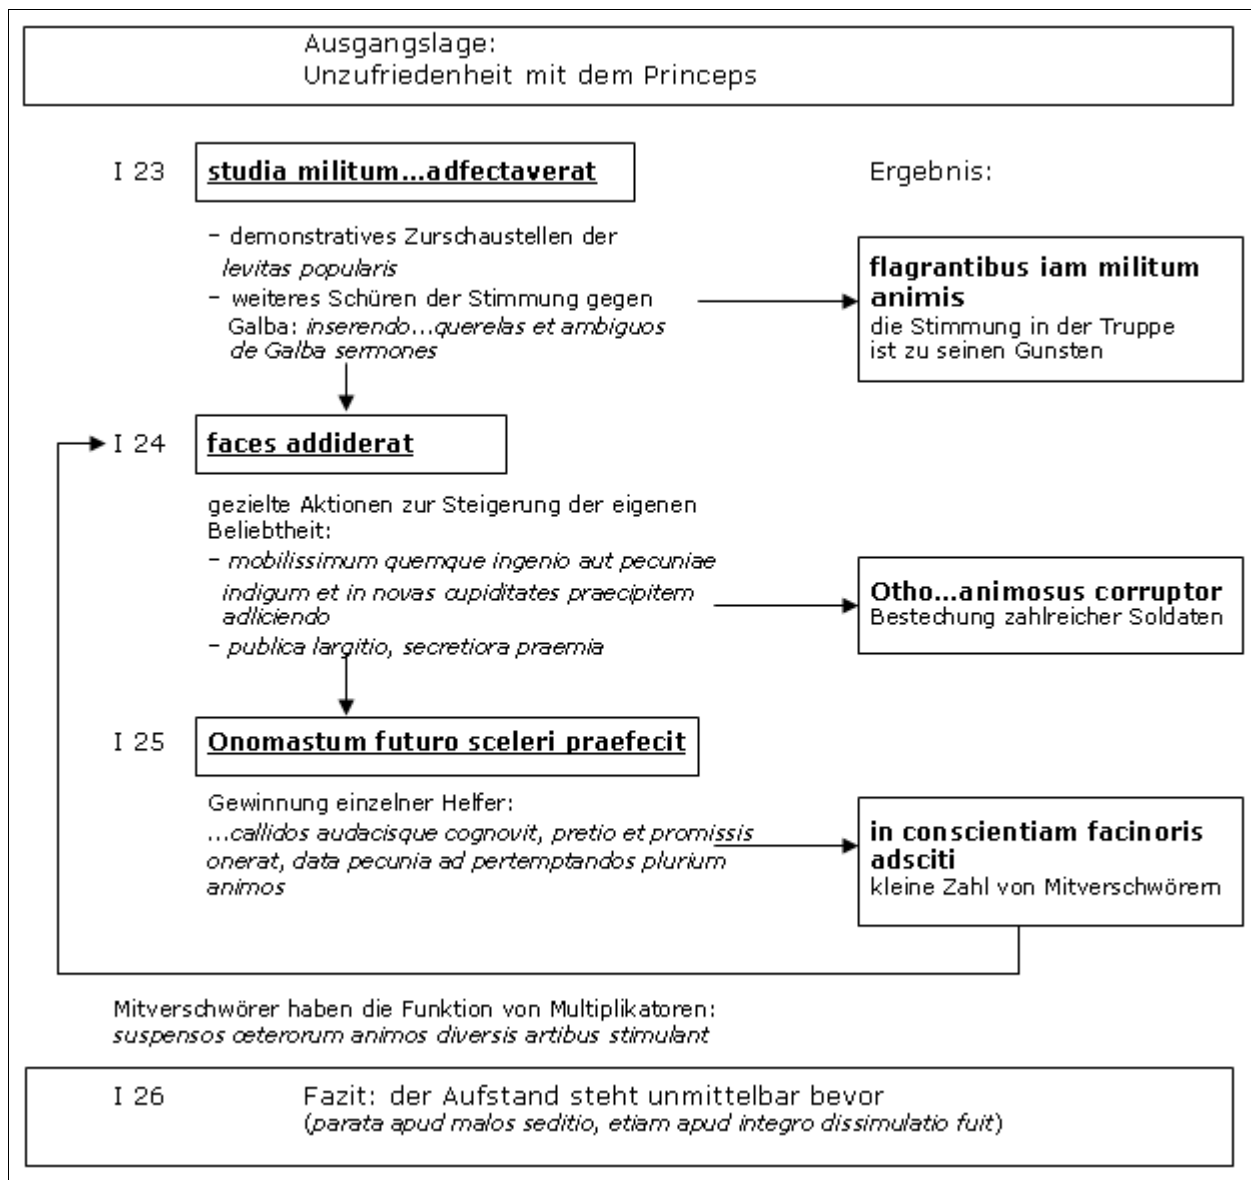 Ausgangslage:
Unzufriedenheit mit dem Princeps
I 23
studia militum...adfectaverat
Ergebnis:
– demonstratives Zurschaustellen der
levitas popularis
– weiteres Schüren der Stimmung gegen
Galba: inserendo...querelas et ambiguos
de Galba sermones
flagrantibus iam militum
animis
die Stimmung in der Truppe
ist zu seinen Gunsten
I 24
faces addiderat
gezielte Aktionen zur Steigerung der eigenen
Beliebtheit:
– mobilissimum quemque ingenio aut pecuniae
indigum et in novas cupiditates praecipitem
adliciendo
– publica largitio, secretiora praemia
Otho...animosus corruptor
Bestechung zahlreicher Soldaten
I 25
Onomastum futuro sceleri praefecit
Gewinnung einzelner Helfer:
...callidos audacisque cognovit, pretio et promissis
onerat, data pecunia ad pertemptandos plurium
animos
in conscientiam facinoris
adsciti
kleine Zahl von Mitverschwörern
Mitverschwörer haben die Funktion von Multiplikatoren:
suspensos ceterorum animos diversis artibus stimulant
I 26
Fazit: der Aufstand steht unmittelbar bevor
(parata apud malos seditio, etiam apud integro dissimulatio fuit)